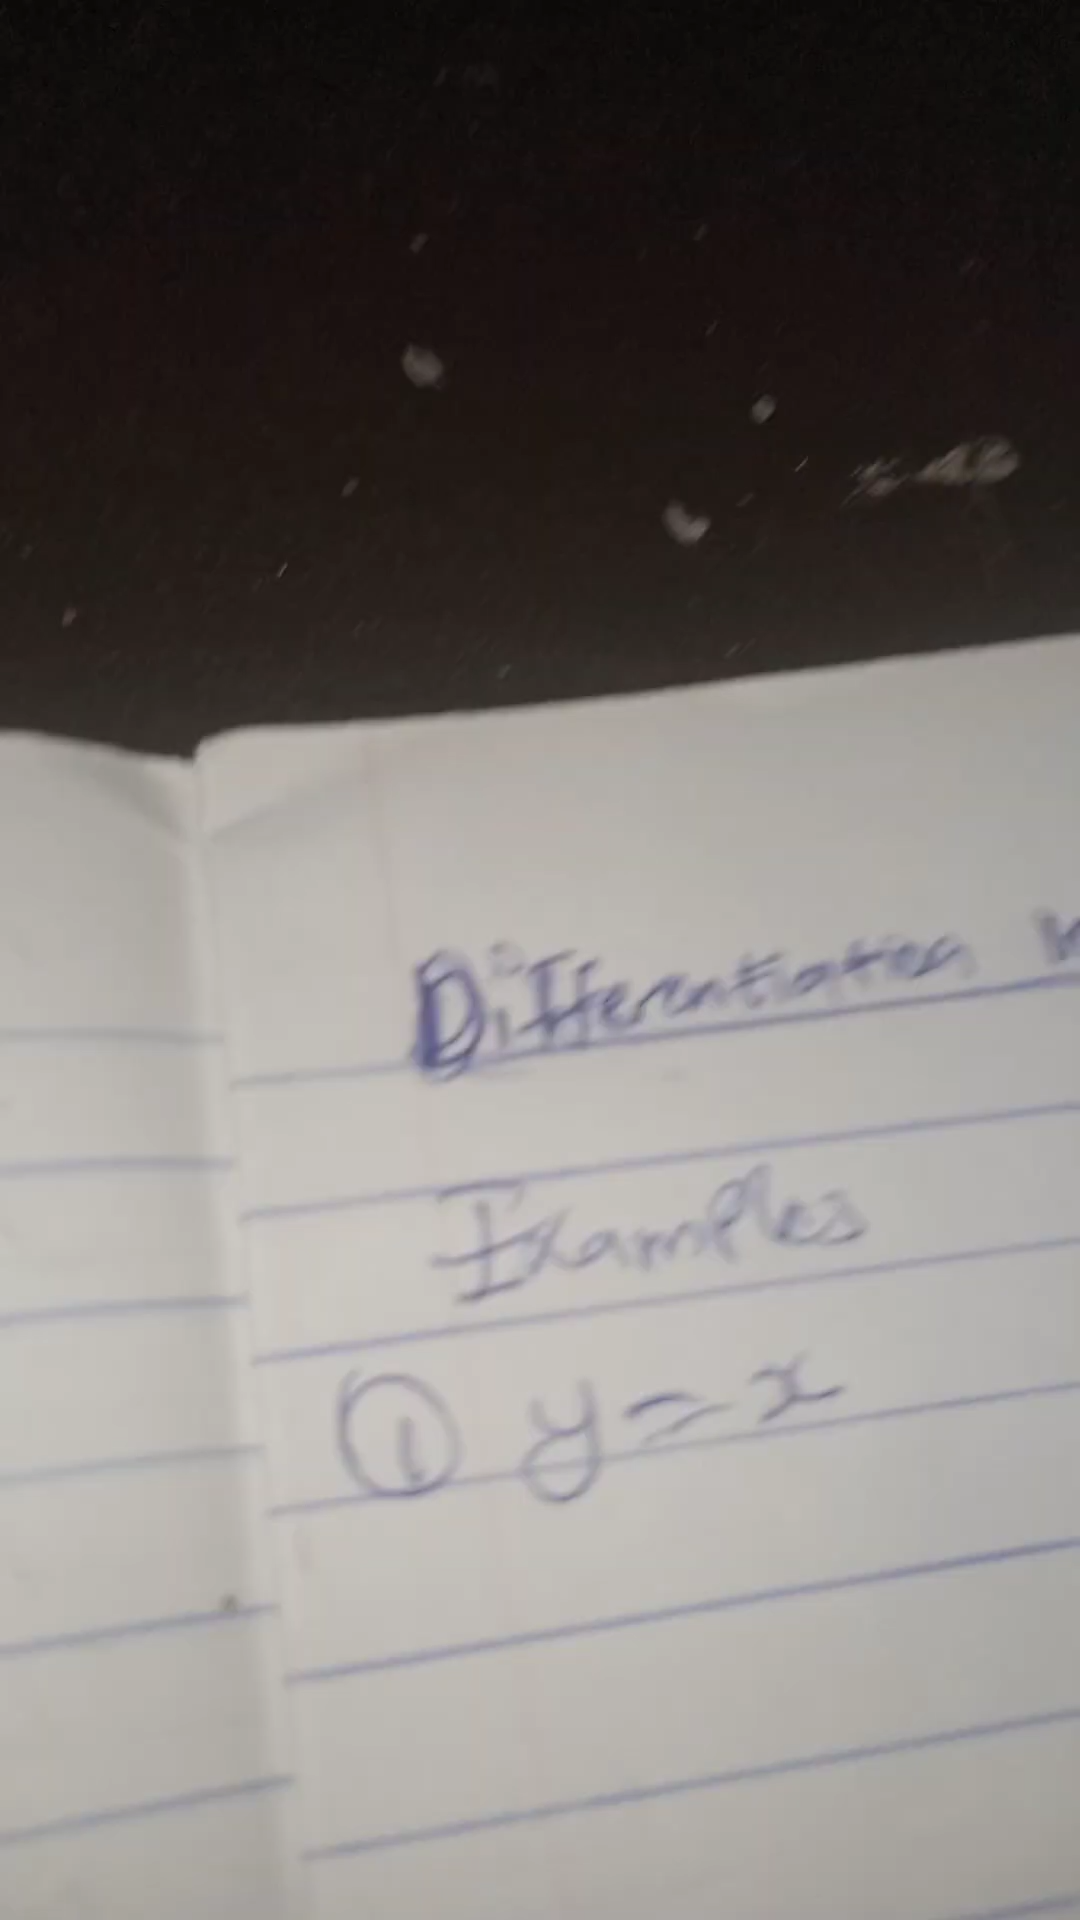 Differentiation
Examples
① y = x